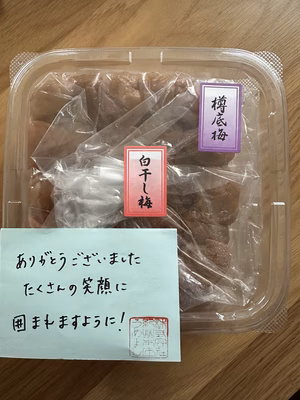 樽底梅
白干し梅
ありがとうございました
たくさんの笑顔に
囲まれますように!